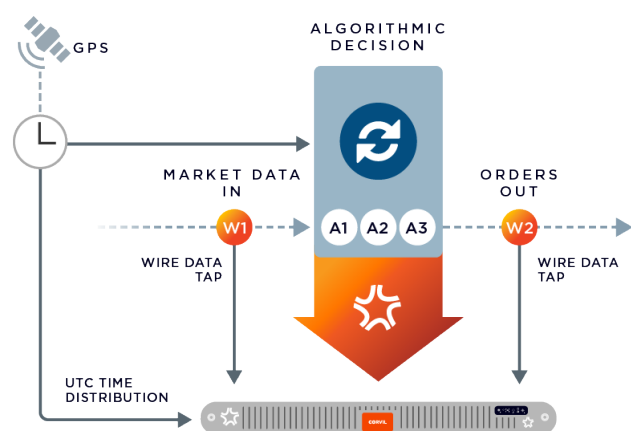 GPS
ALGORITHMIC
DECISION
MARKET DATA
IN
ORDERS
OUT
W1
A1
A2
A3
W2
WIRE DATA
TAP
WIRE DATA
TAP
UTC TIME
DISTRIBUTION
CORVIL